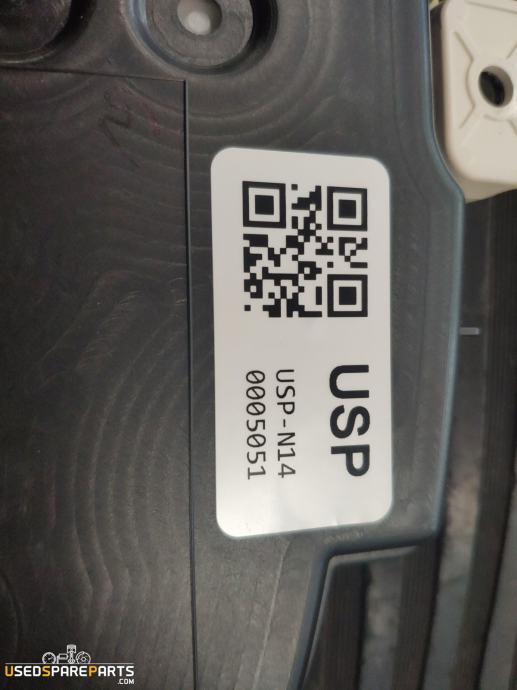 USP
USP-N14
0005051
USEDSPAREPARTS
.COM